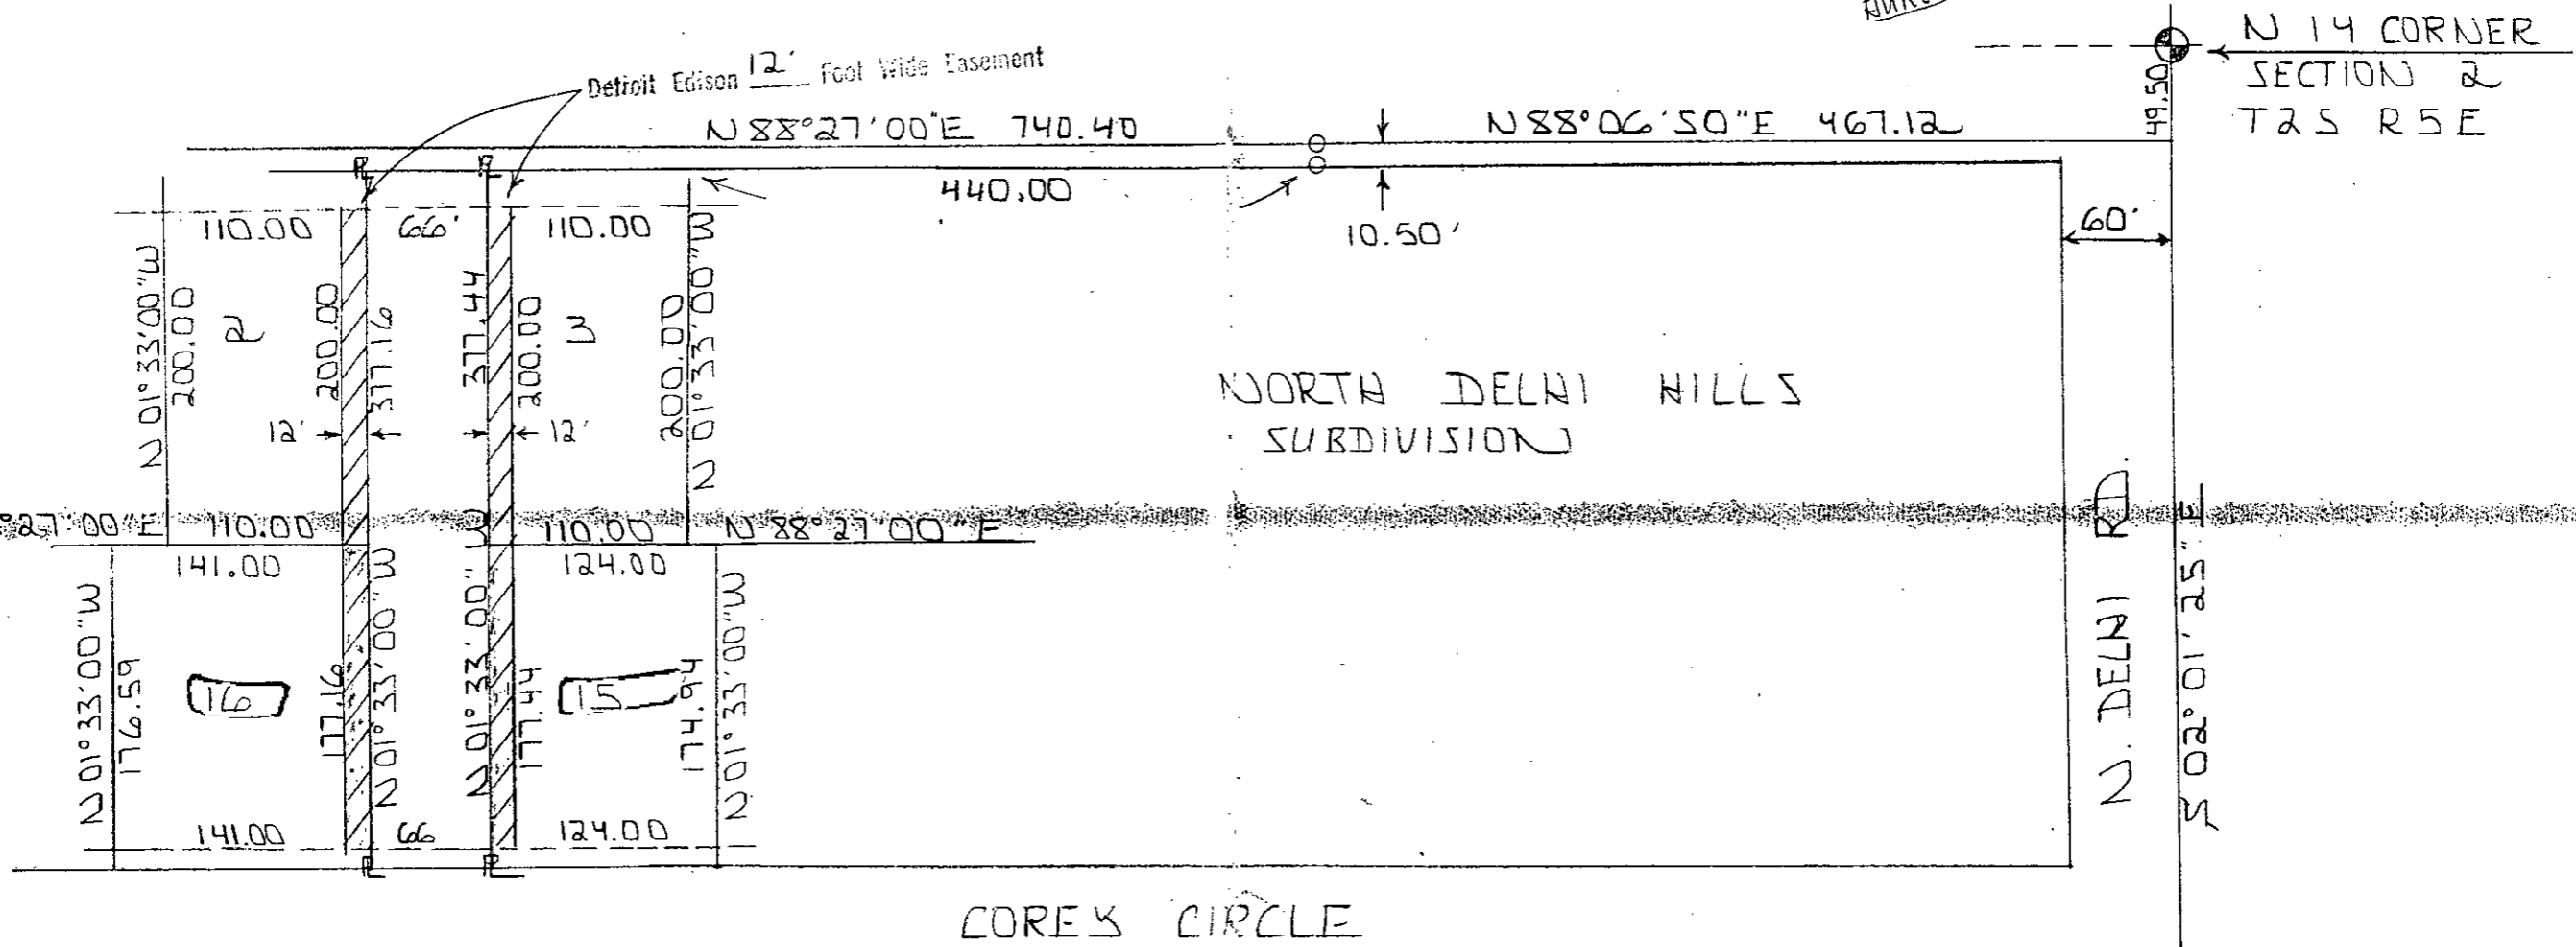 N 1/4 CORNER
SECTION 2
T2S R5E
49.50
Detroit Edison 12' Foot Wide Easement
N 88°27'00"E 740.40
N 88°06'50"E 467.12
440.00
10.50'
60'
110.00
66'
110.00
N 01°33'00"W
200.00
2
200.00
377.16
377.44
200.00
3
200.00
N 01°33'00"W
12'
12'
NORTH DELHI HILLS
SUBDIVISION
°27'00"E
110.00
110.00
N 88°27'00"E
141.00
124.00
N 01°33'00"W
176.59
16
177.16
N 01°33'00"W
N 01°33'00"W
177.44
15
174.94
N 01°33'00"W
141.00
66
124.00
N. DELHI RD.
S 02°01'25"E
COREY CIRCLE